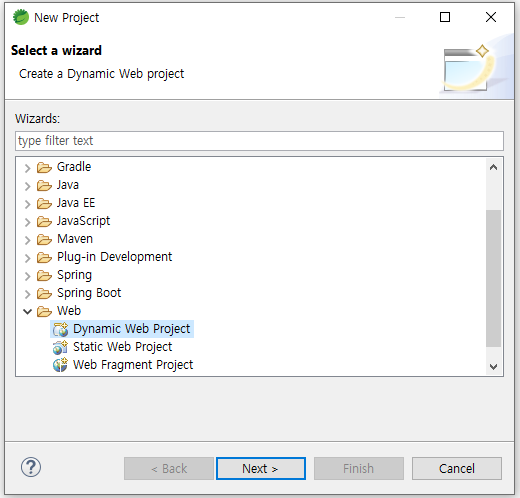 New Project
Select a wizard
Create a Dynamic Web project
Wizards:
type filter text
Gradle
Java
Java EE
JavaScript
Maven
Plug-in Development
Spring
Spring Boot
Web
Dynamic Web Project
Static Web Project
Web Fragment Project
?
< Back
Next >
Finish
Cancel